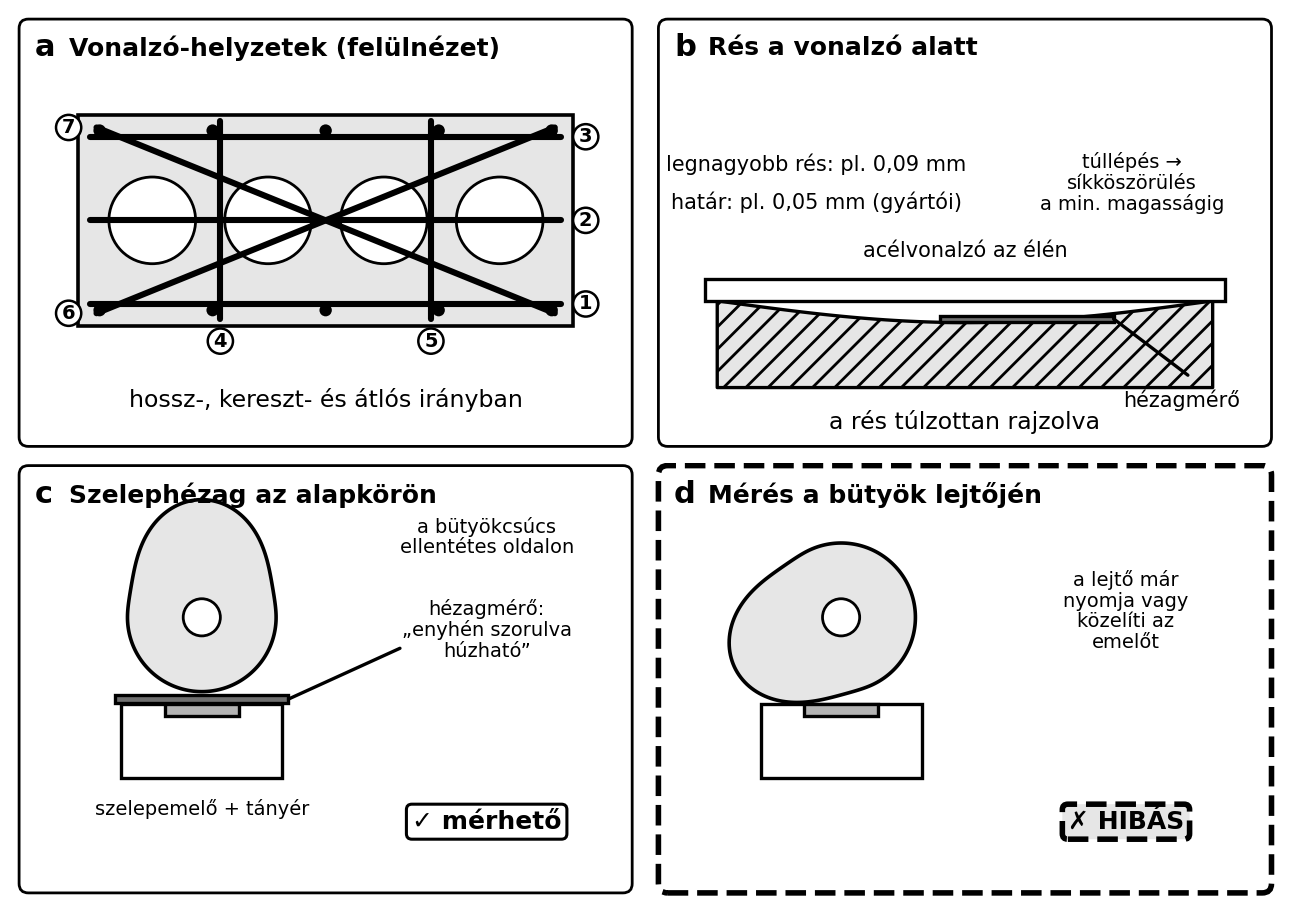 a Vonalzó-helyzetek (felülnézet)
7
3
2
6
1
4
5
hossz-, kereszt- és átlós irányban
b Rés a vonalzó alatt
legnagyobb rés: pl. 0,09 mm
határ: pl. 0,05 mm (gyártói)
túllépés →
síkköszörülés
a min. magasságig
acélvonalzó az élén
hézagmérő
a rés túlzottan rajzolva
c Szelephézag az alapkörön
a bütyökcsúcs
ellentétes oldalon
hézagmérő:
„enyhén szorulva
húzható”
szelepemelő + tányér
✓ mérhető
d Mérés a bütyök lejtőjén
a lejtő már
nyomja vagy
közelíti az
emelőt
✗ HIBÁS